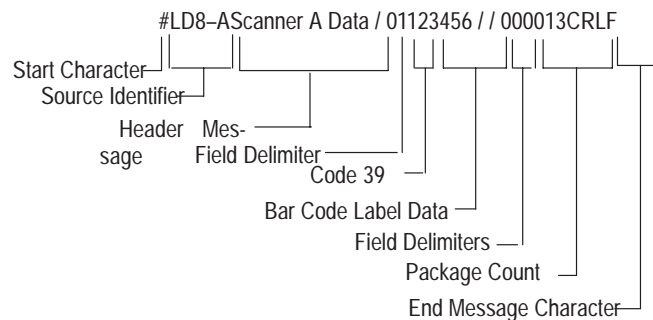 #LD8–AScanner A Data / 01123456 / / 000013CRLF
Start Character
Source Identifier
Header Mes-
sage
Field Delimiter
Code 39
Bar Code Label Data
Field Delimiters
Package Count
End Message Character